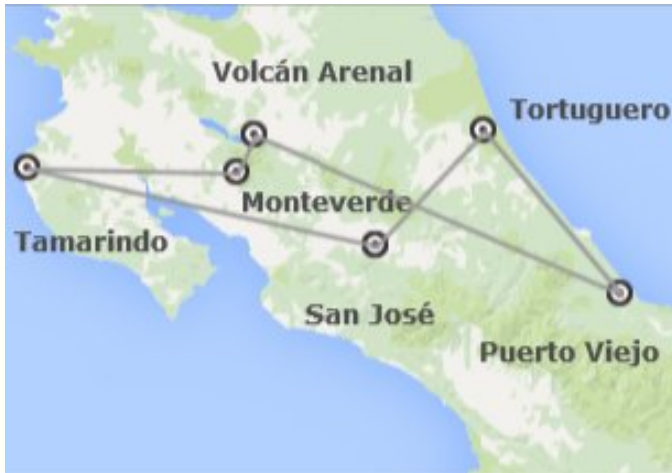 Volcán Arenal
Tortuguero
Monteverde
Tamarindo
San José
Puerto Viejo